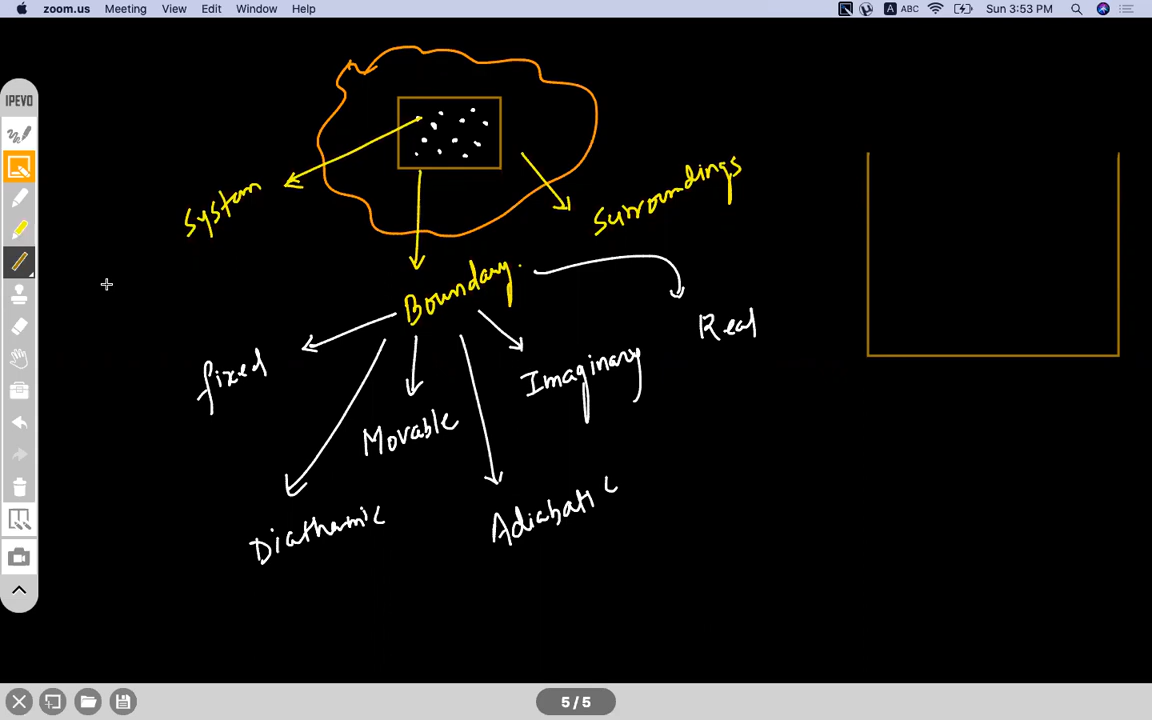 zoom.us Meeting View Edit Window Help A ABC Sun 3:53 PM
IPEVO
System
Surroundings
Boundary.
Real
fixed
Imaginary
Movable
Diathermic
Adiabatic
5/5